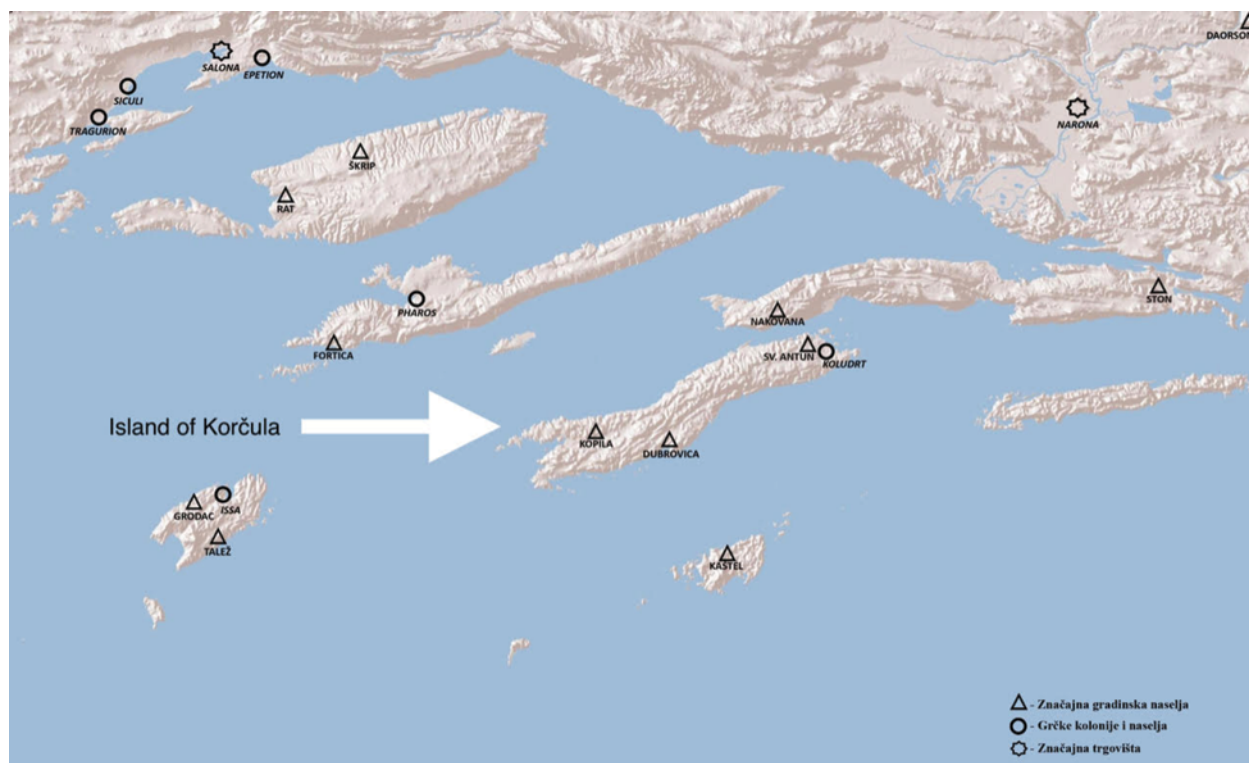 DAORSON
SALONA
EPETION
SICULI
TRAGURION
NARONA
ŠKRIP
RAT
PHAROS
STON
NAKOVANA
FORTICA
SV. ANTUN
KOLUDRT
Island of Korčula
KOPILA
DUBROVICA
GRODAC
ISSA
TALEŽ
KAŠTEL
- Značajna gradinska naselja
- Grčke kolonije i naselja
- Značajna trgovišta